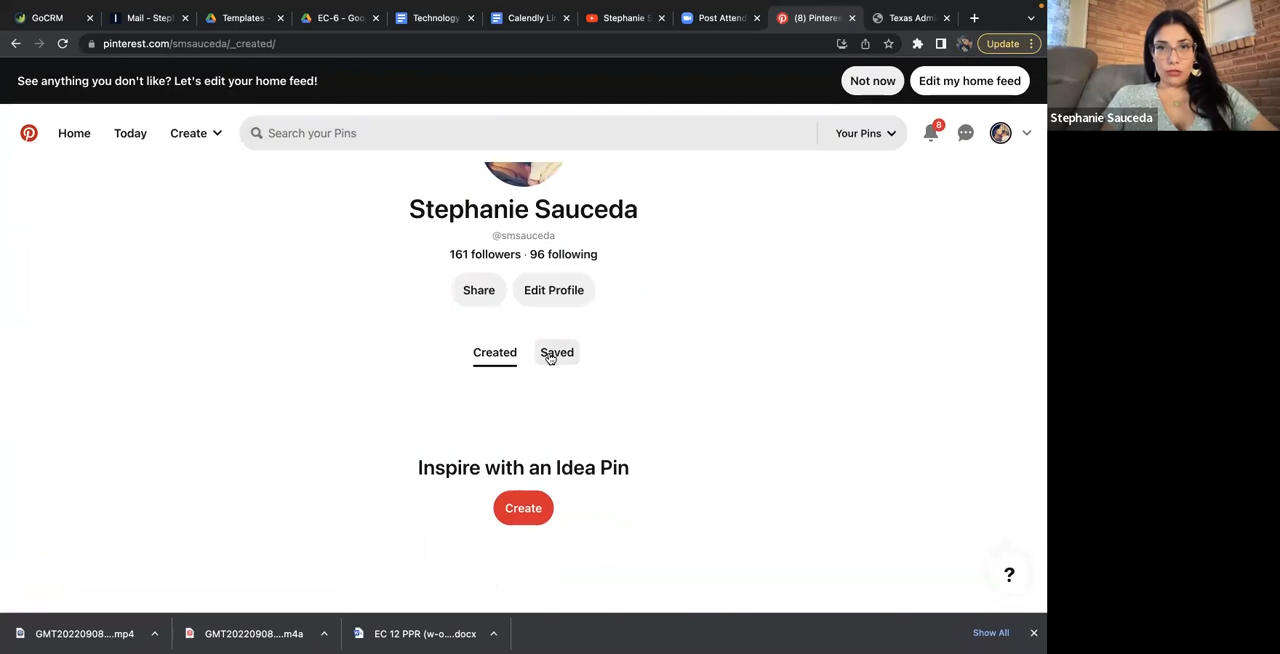 GoCRM
Mail - Step
Templates -
EC-6 - Goo
Technology
Calendly Li
Stephanie S
Post Attend
(8) Pintere
Texas Adm
pinterest.com/smsauceda/_created/
Update
See anything you don't like? Let's edit your home feed!
Not now
Edit my home feed
Stephanie Sauceda
Home
Today
Create
Search your Pins
Your Pins
8
Stephanie Sauceda
@smsauceda
161 followers · 96 following
Share
Edit Profile
Created
Saved
Inspire with an Idea Pin
Create
?
GMT20220908....mp4
GMT20220908....m4a
EC 12 PPR (w-o....docx
Show All